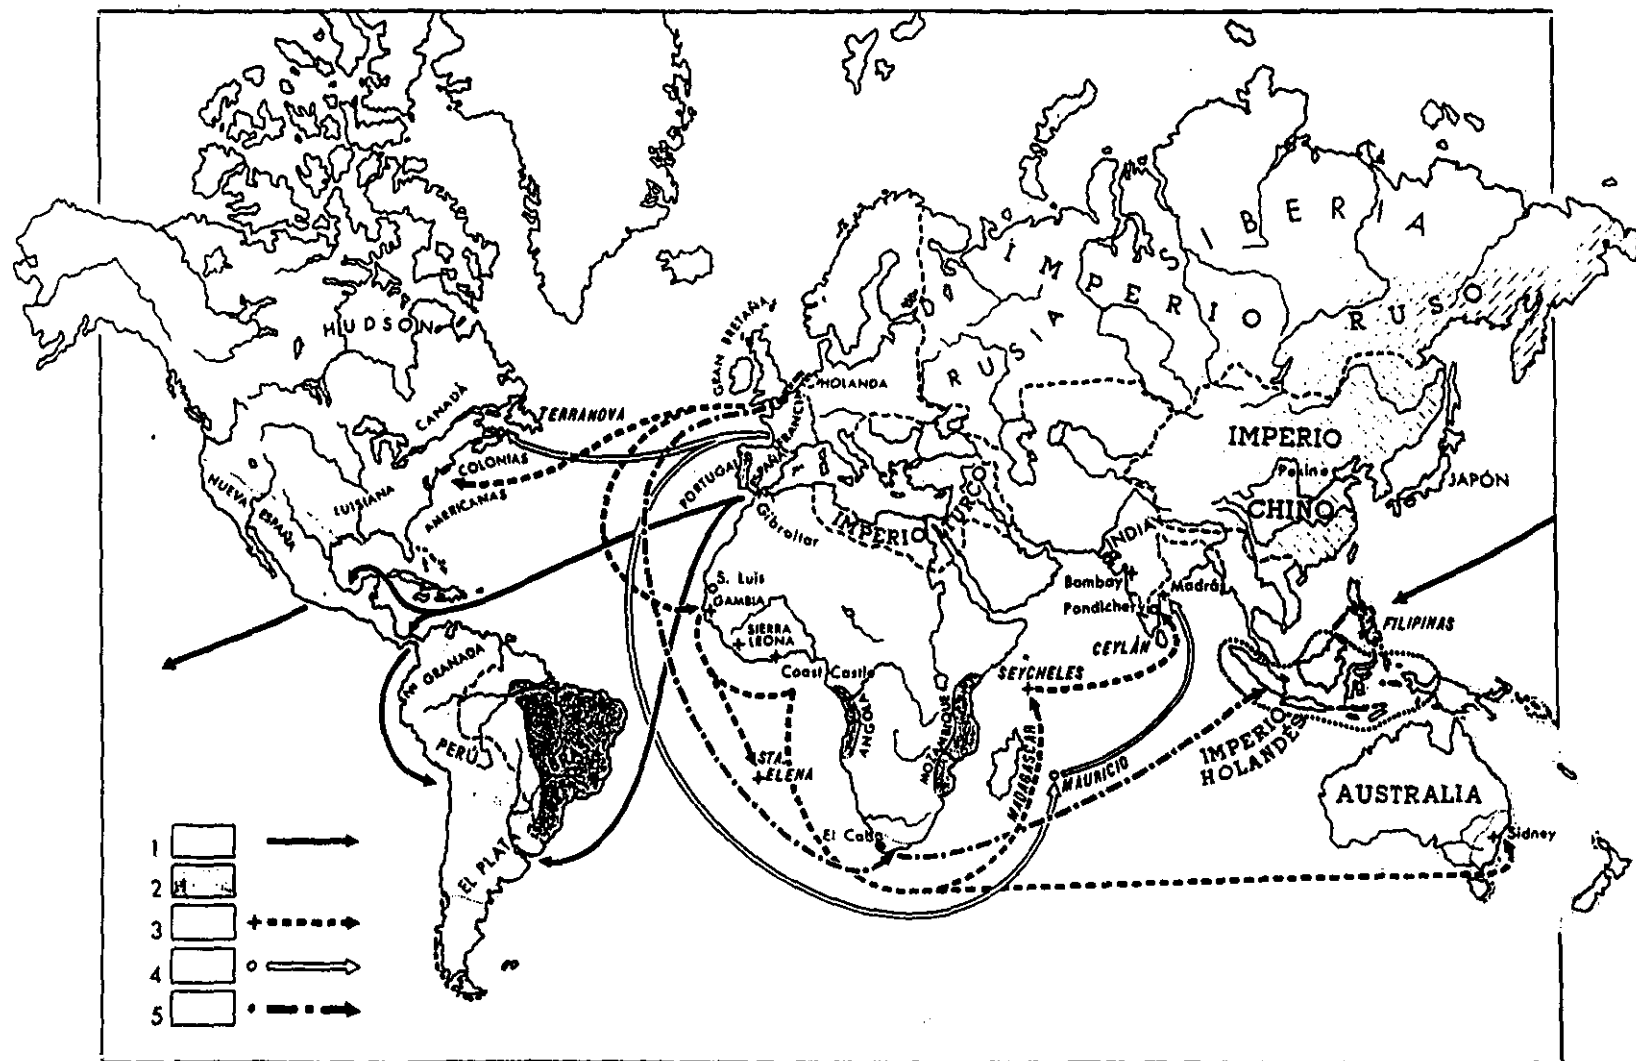 SIBERIA
IMPERIO RUSO
RUSIA
HUDSON
GRAN BRETAÑA
HOLANDA
CANADÁ
TERRANOVA
FRANCIA
IMPERIO
CHINO
JAPÓN
COLONIAS
AMERICANAS
PORTUGAL
ESPAÑA
NUEVA
ESPAÑA
LUISIANA
Gibraltar
IMPERIO
TURCO
INDIA
S. Luis
GAMBIA
Bombay
Madrás
Pondichery
SIERRA
LEONA
CEYLÁN
FILIPINAS
GRANADA
Coast Castle
SEYCHELES
ANGOLA
MOZAMBIQUE
MADAGASCAR
PERÚ
STA.
ELENA
MAURICIO
IMPERIO
HOLANDÉS
AUSTRALIA
El Cabo
Sidney
EL PLATA
1
2
3
4
5